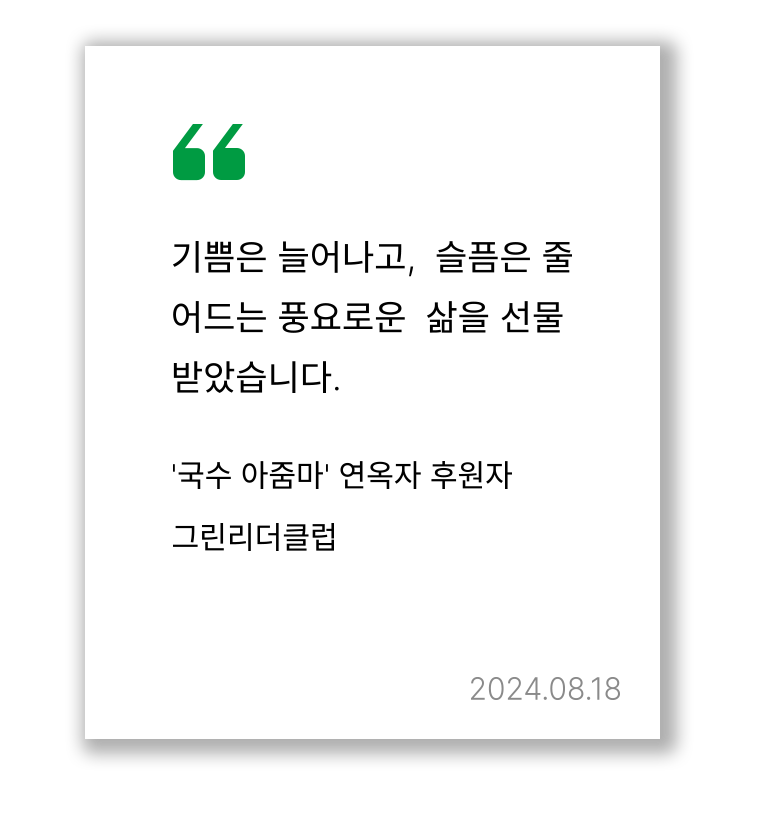 기쁨은 늘어나고,  슬픔은 줄
어드는 풍요로운  삶을 선물
받았습니다.
'국수 아줌마' 연옥자 후원자
그린리더클럽
2024.08.18